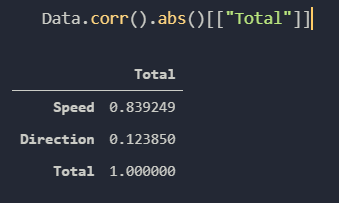 Data.corr().abs()[["Total"]]
Total
Speed 0.839249
Direction 0.123850
Total 1.000000